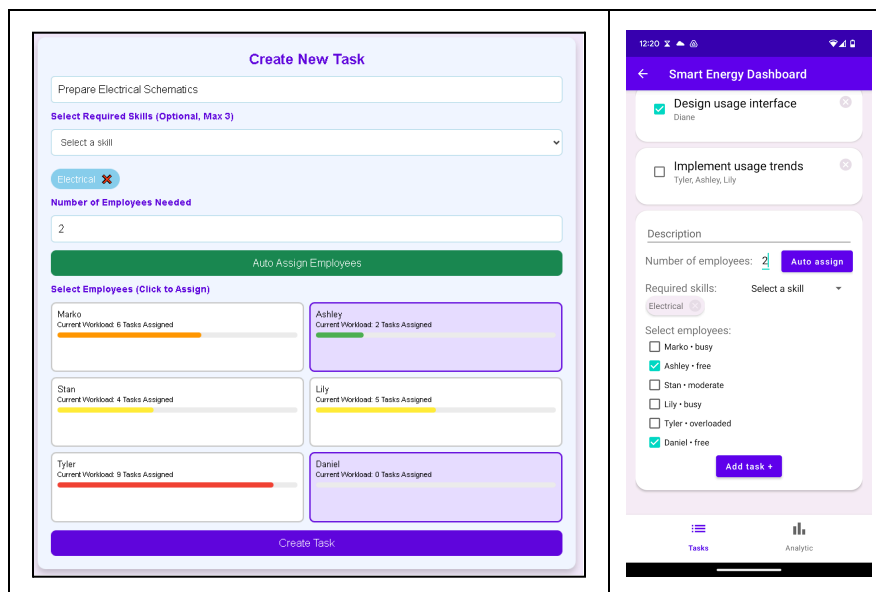 Create New Task
Prepare Electrical Schematics
Select Required Skills (Optional, Max 3)
Select a skill
Electrical
Number of Employees Needed
2
Auto Assign Employees
Select Employees (Click to Assign)
Marko
Current Workload: 6 Tasks Assigned
Ashley
Current Workload: 2 Tasks Assigned
Stan
Current Workload: 4 Tasks Assigned
Lily
Current Workload: 5 Tasks Assigned
Tyler
Current Workload: 9 Tasks Assigned
Daniel
Current Workload: 0 Tasks Assigned
Create Task
12:20
Smart Energy Dashboard
Design usage interface
Diane
Implement usage trends
Tyler, Ashley, Lily
Description
Number of employees: 2 Auto assign
Required skills: Select a skill
Electrical
Select employees:
Marko • busy
Ashley • free
Stan • moderate
Lily • busy
Tyler • overloaded
Daniel • free
Add task +
Tasks Analytic